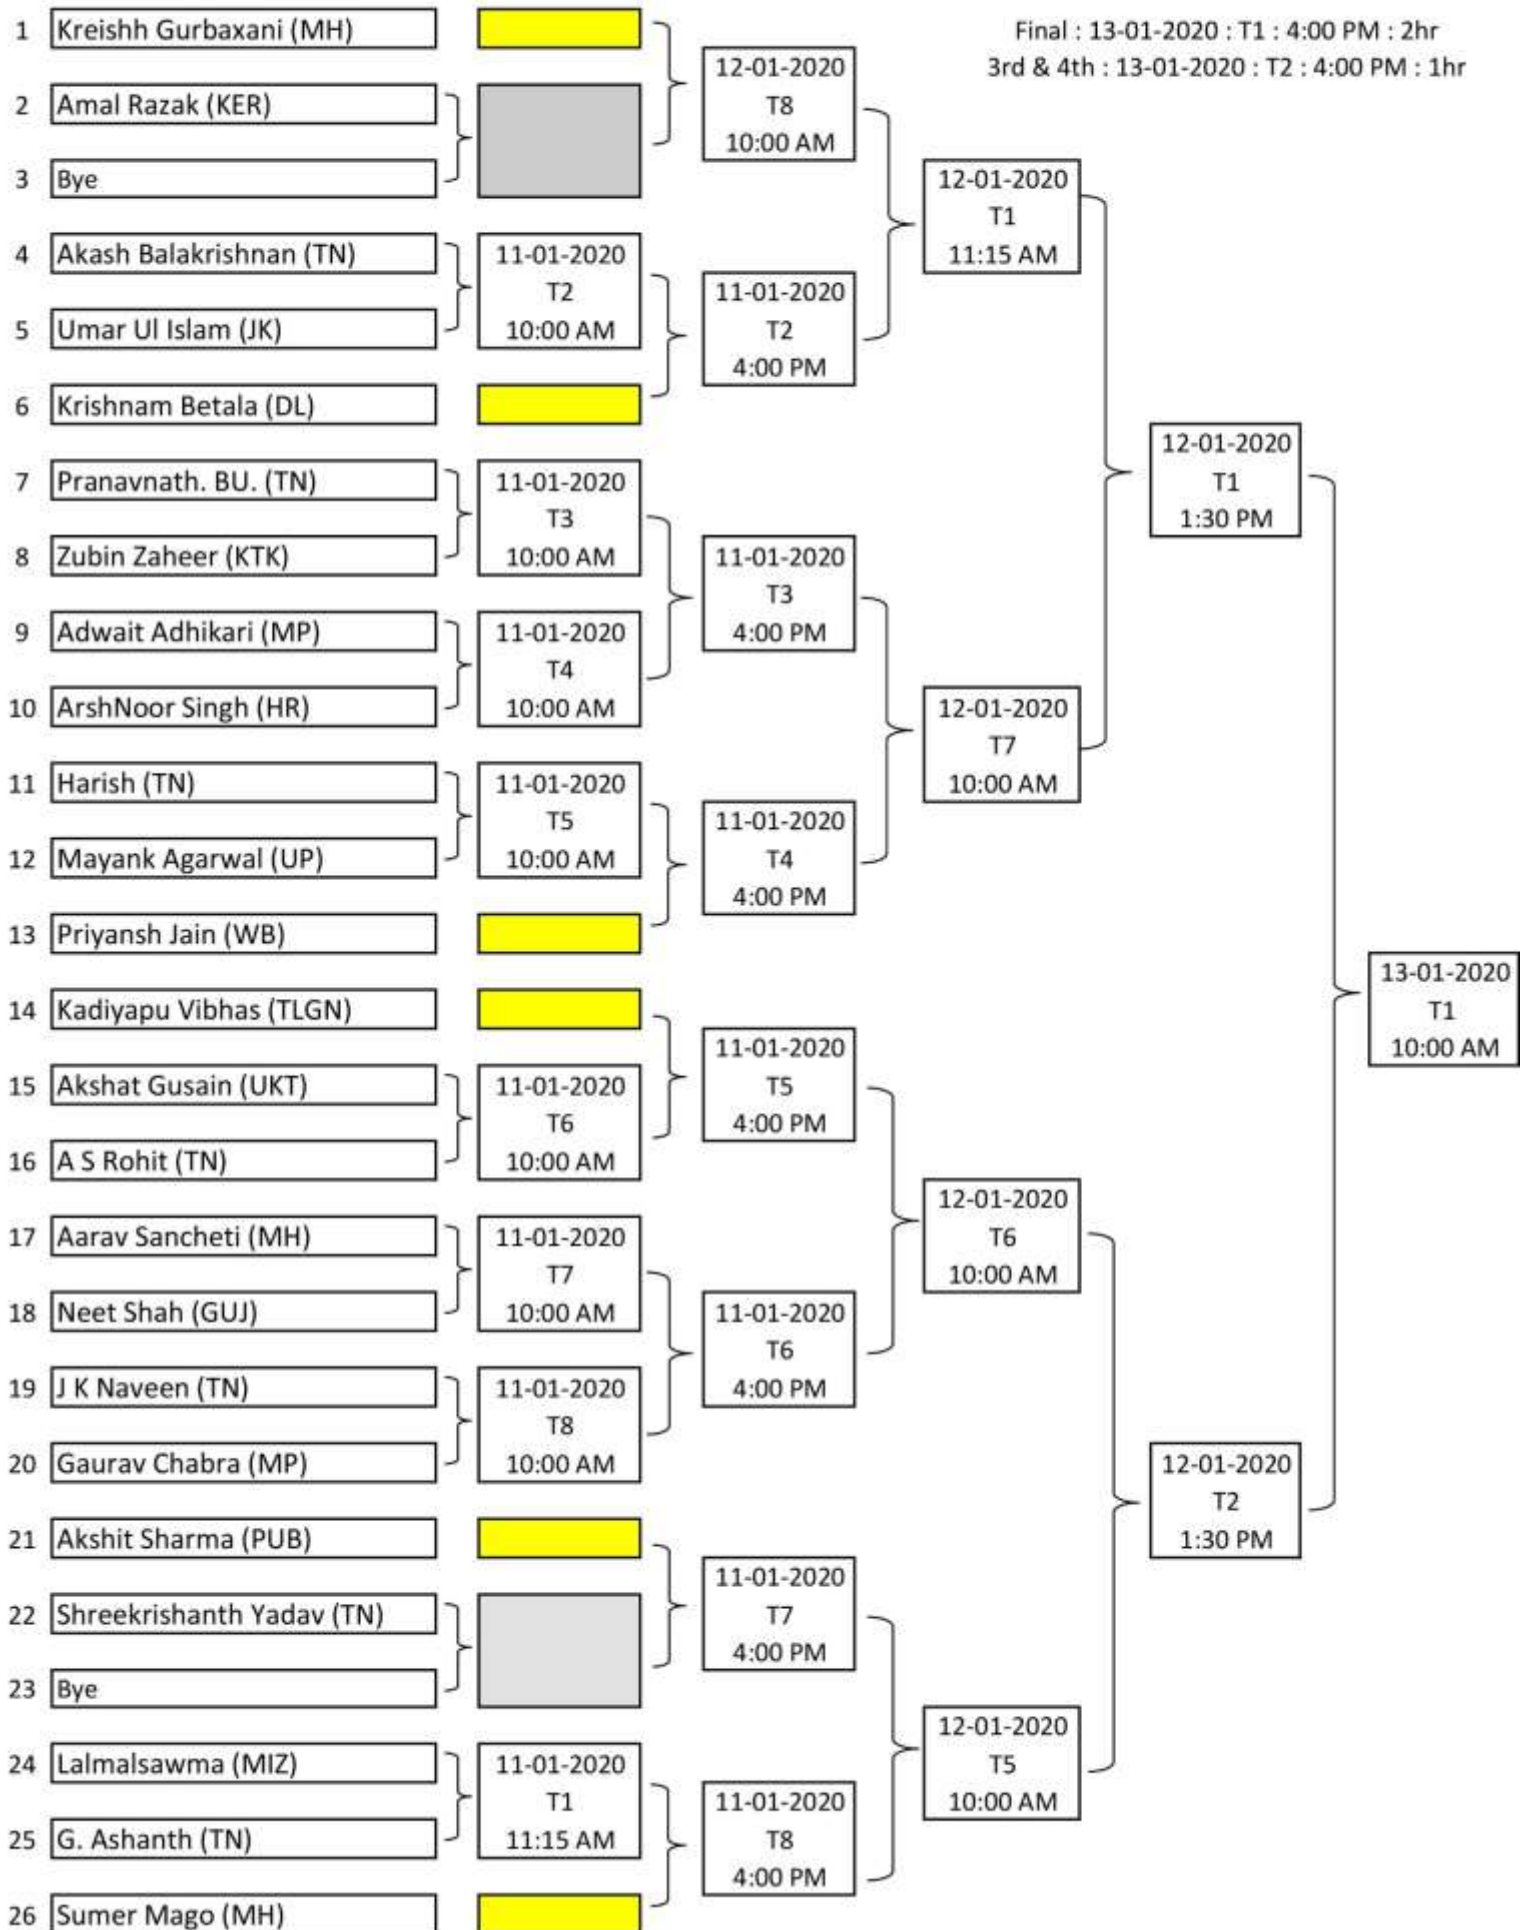 Final : 13-01-2020 : T1 : 4:00 PM : 2hr
3rd & 4th : 13-01-2020 : T2 : 4:00 PM : 1hr
1 Kreishh Gurbaxani (MH)
2 Amal Razak (KER)
3 Bye
4 Akash Balakrishnan (TN)
5 Umar Ul Islam (JK)
6 Krishnam Betala (DL)
7 Pranavnath. BU. (TN)
8 Zubin Zaheer (KTK)
9 Adwait Adhikari (MP)
10 ArshNoor Singh (HR)
11 Harish (TN)
12 Mayank Agarwal (UP)
13 Priyansh Jain (WB)
14 Kadiyapu Vibhas (TLGN)
15 Akshat Gusain (UKT)
16 A S Rohit (TN)
17 Aarav Sancheti (MH)
18 Neet Shah (GUJ)
19 J K Naveen (TN)
20 Gaurav Chabra (MP)
21 Akshit Sharma (PUB)
22 Shreekrishanth Yadav (TN)
23 Bye
24 Lalmalsawma (MIZ)
25 G. Ashanth (TN)
26 Sumer Mago (MH)
11-01-2020
T2
10:00 AM
11-01-2020
T3
10:00 AM
11-01-2020
T4
10:00 AM
11-01-2020
T5
10:00 AM
11-01-2020
T6
10:00 AM
11-01-2020
T7
10:00 AM
11-01-2020
T8
10:00 AM
11-01-2020
T1
11:15 AM
12-01-2020
T8
10:00 AM
11-01-2020
T2
4:00 PM
11-01-2020
T3
4:00 PM
11-01-2020
T4
4:00 PM
11-01-2020
T5
4:00 PM
11-01-2020
T6
4:00 PM
11-01-2020
T7
4:00 PM
11-01-2020
T8
4:00 PM
12-01-2020
T1
11:15 AM
12-01-2020
T7
10:00 AM
12-01-2020
T6
10:00 AM
12-01-2020
T5
10:00 AM
12-01-2020
T1
1:30 PM
12-01-2020
T2
1:30 PM
13-01-2020
T1
10:00 AM